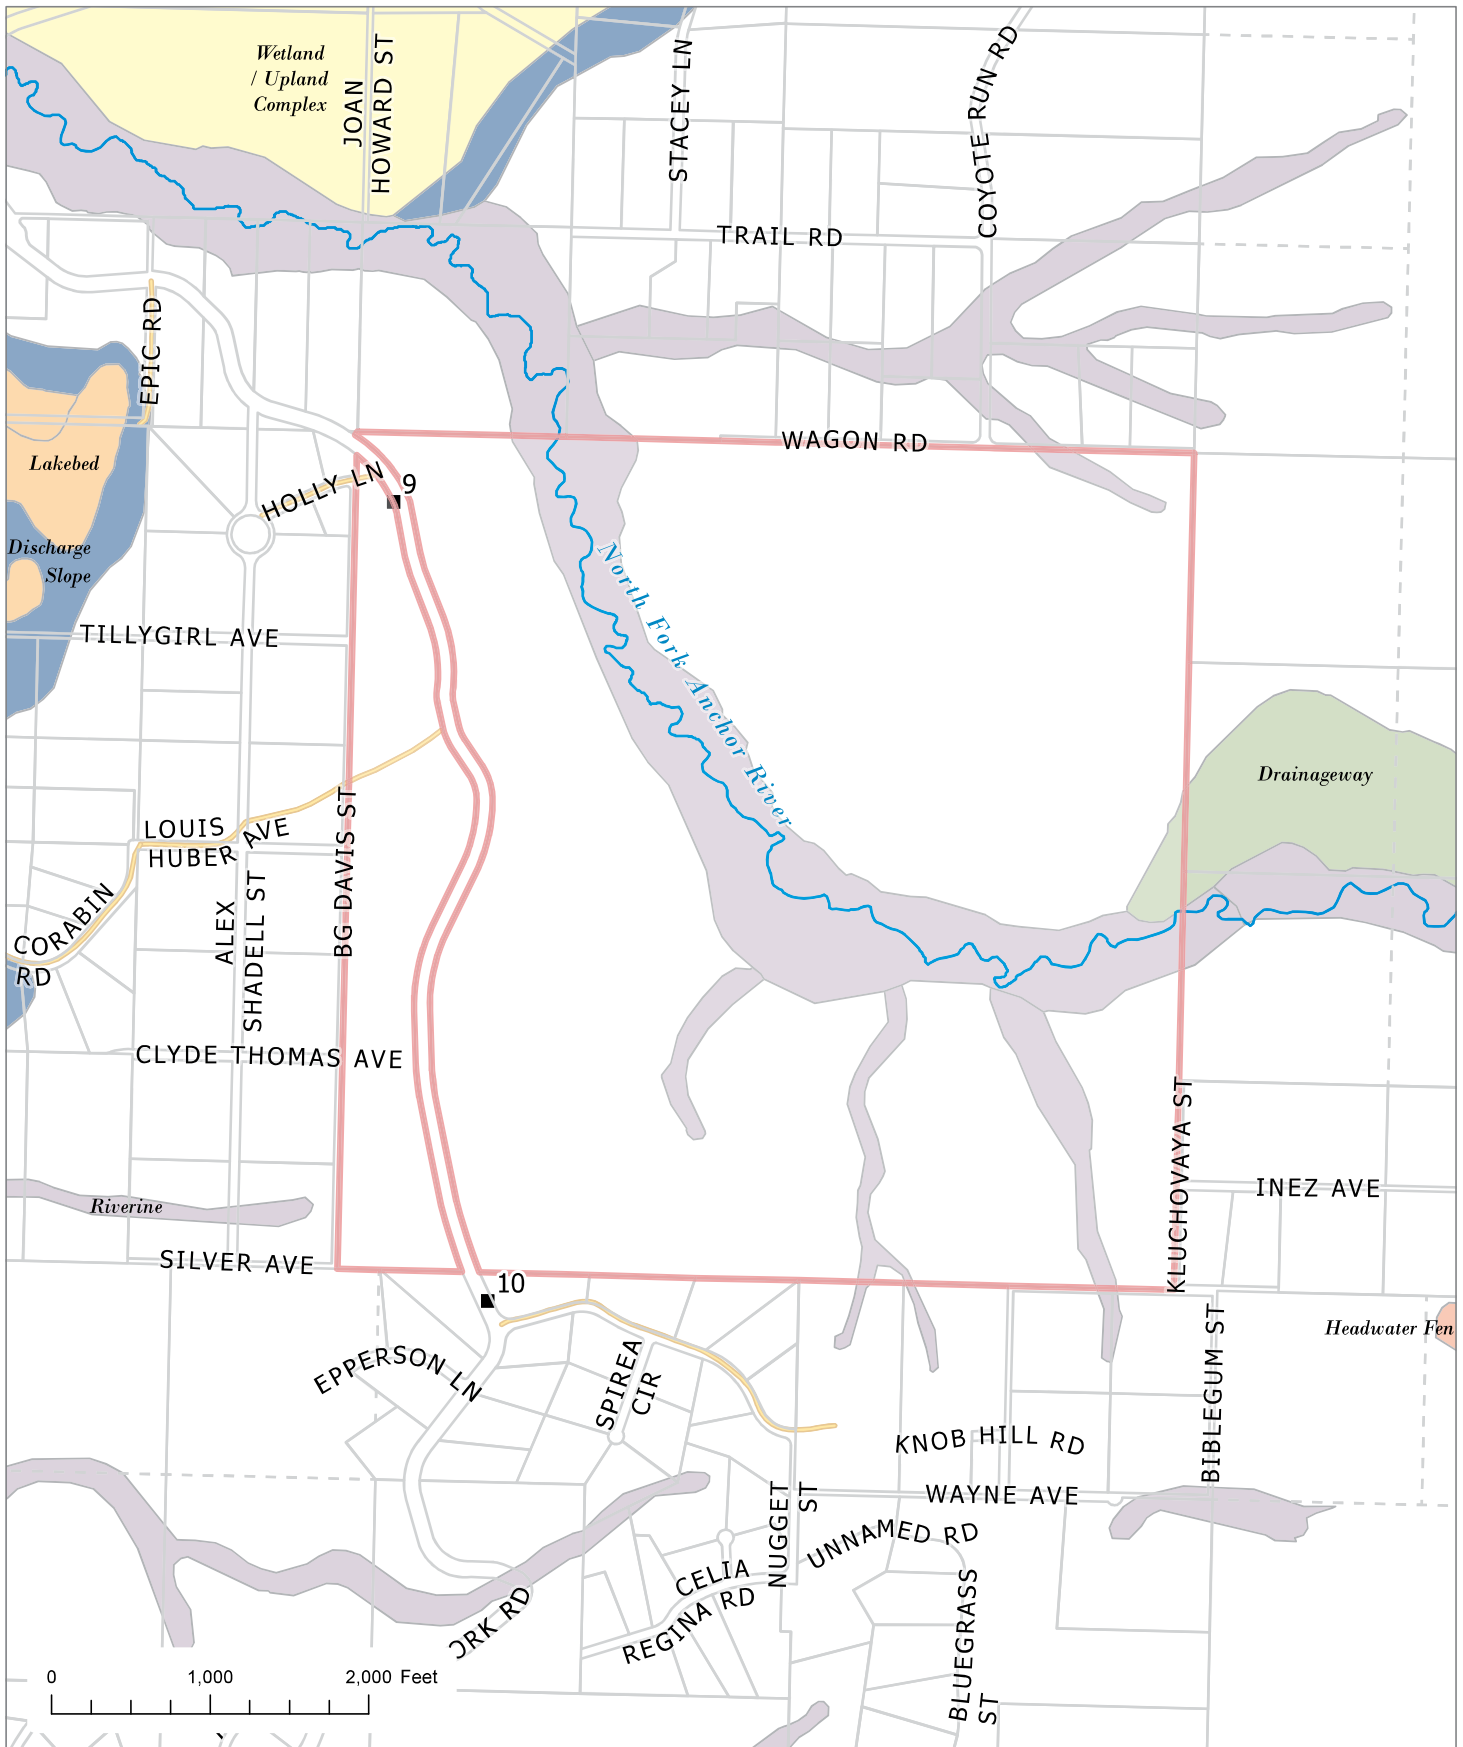 Wetland
/ Upland
Complex
JOAN
HOWARD ST
STACEY LN
COYOTE RUN RD
TRAIL RD
EPIC RD
WAGON RD
Lakebed
HOLLY LN
9
Discharge
Slope
North Fork Anchor River
TILLYGIRL AVE
Drainageway
LOUIS
HUBER AVE
BG DAVIS ST
CORABIN
RD
ALEX
SHADELL ST
CLYDE THOMAS AVE
KLUCHOVAYA ST
INEZ AVE
Riverine
SILVER AVE
10
Headwater Fen
EPPERSON LN
SPIREA
CIR
BIBLEGUM ST
KNOB HILL RD
WAYNE AVE
NUGGET
ST
UNNAMED RD
CELIA
REGINA RD
BLUEGRASS
ST
ORK RD
0 1,000 2,000 Feet